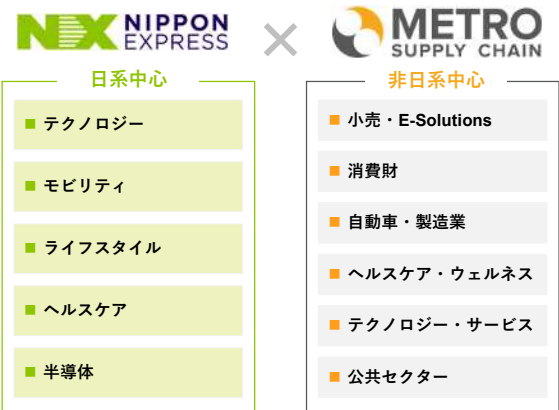 NX NIPPON
EXPRESS
×
METRO
SUPPLY CHAIN
日系中心
テクノロジー
モビリティ
ライフスタイル
ヘルスケア
半導体
非日系中心
小売・E-Solutions
消費財
自動車・製造業
ヘルスケア・ウェルネス
テクノロジー・サービス
公共セクター